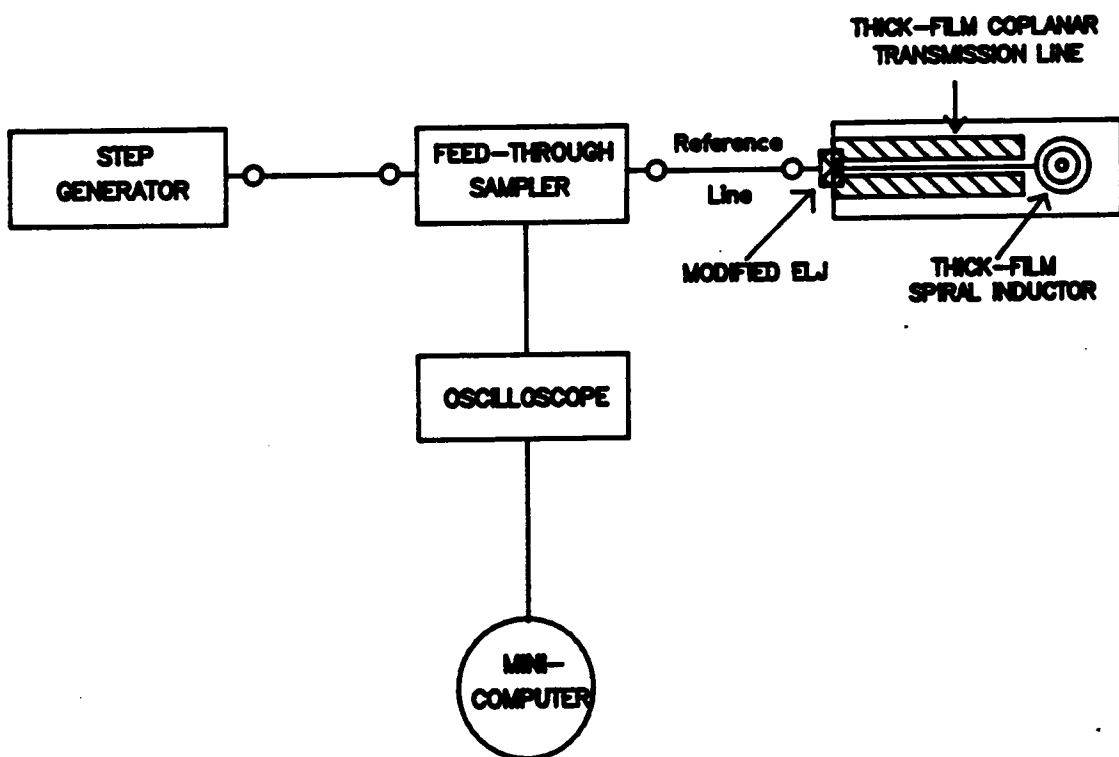 THICK-FILM COPLANAR
TRANSMISSION LINE
STEP
GENERATOR
FEED-THROUGH
SAMPLER
Reference
Line
MODIFIED ELJ
THICK-FILM
SPIRAL INDUCTOR
OSCILLOSCOPE
MINI-
COMPUTER